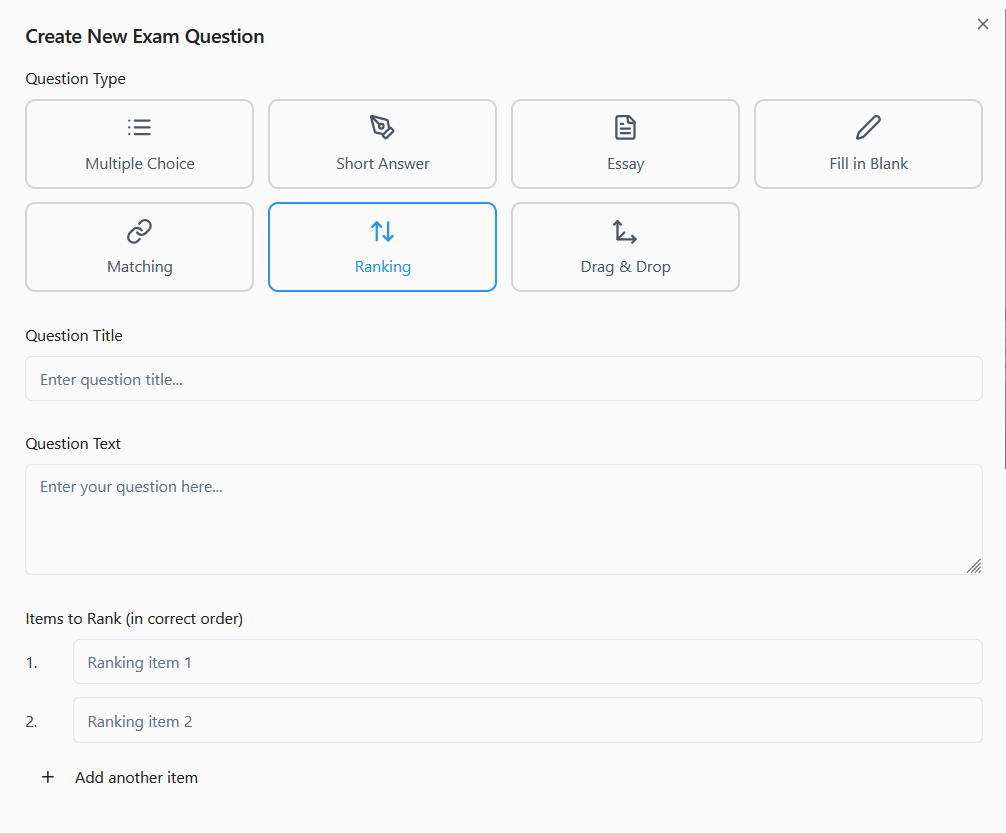 Create New Exam Question
Question Type
Multiple Choice
Short Answer
Essay
Fill in Blank
Matching
Ranking
Drag & Drop
Question Title
Enter question title...
Question Text
Enter your question here...
Items to Rank (in correct order)
1. Ranking item 1
2. Ranking item 2
+ Add another item